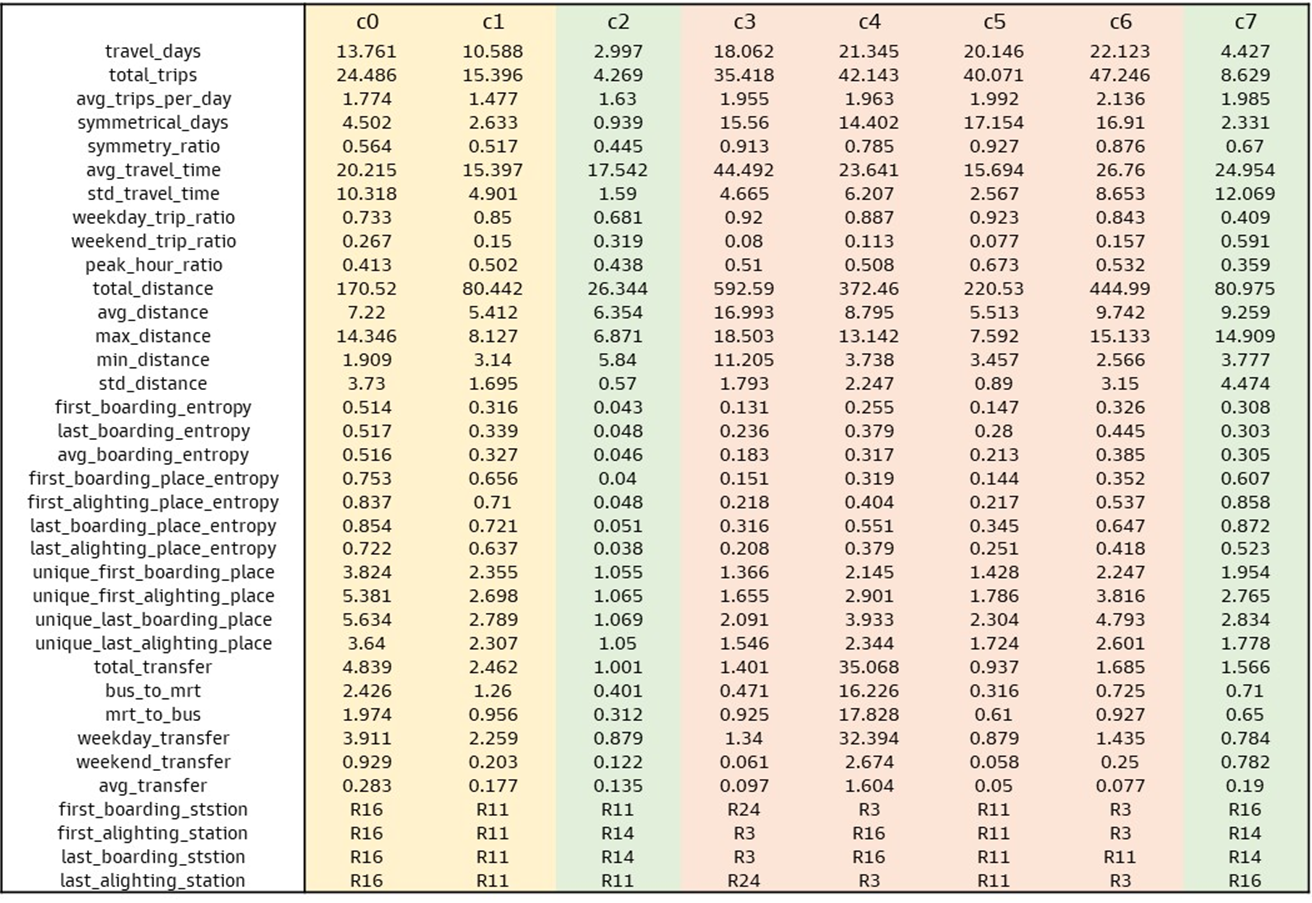 c0 c1 c2 c3 c4 c5 c6 c7
travel_days 13.761 10.588 2.997 18.062 21.345 20.146 22.123 4.427
total_trips 24.486 15.396 4.269 35.418 42.143 40.071 47.246 8.629
avg_trips_per_day 1.774 1.477 1.63 1.955 1.963 1.992 2.136 1.985
symmetrical_days 4.502 2.633 0.939 15.56 14.402 17.154 16.91 2.331
symmetry_ratio 0.564 0.517 0.445 0.913 0.785 0.927 0.876 0.67
avg_travel_time 20.215 15.397 17.542 44.492 23.641 15.694 26.76 24.954
std_travel_time 10.318 4.901 1.59 4.665 6.207 2.567 8.653 12.069
weekday_trip_ratio 0.733 0.85 0.681 0.92 0.887 0.923 0.843 0.409
weekend_trip_ratio 0.267 0.15 0.319 0.08 0.113 0.077 0.157 0.591
peak_hour_ratio 0.413 0.502 0.438 0.51 0.508 0.673 0.532 0.359
total_distance 170.52 80.442 26.344 592.59 372.46 220.53 444.99 80.975
avg_distance 7.22 5.412 6.354 16.993 8.795 5.513 9.742 9.259
max_distance 14.346 8.127 6.871 18.503 13.142 7.592 15.133 14.909
min_distance 1.909 3.14 5.84 11.205 3.738 3.457 2.566 3.777
std_distance 3.73 1.695 0.57 1.793 2.247 0.89 3.15 4.474
first_boarding_entropy 0.514 0.316 0.043 0.131 0.255 0.147 0.326 0.308
last_boarding_entropy 0.517 0.339 0.048 0.236 0.379 0.28 0.445 0.303
avg_boarding_entropy 0.516 0.327 0.046 0.183 0.317 0.213 0.385 0.305
first_boarding_place_entropy 0.753 0.656 0.04 0.151 0.319 0.144 0.352 0.607
first_alighting_place_entropy 0.837 0.71 0.048 0.218 0.404 0.217 0.537 0.858
last_boarding_place_entropy 0.854 0.721 0.051 0.316 0.551 0.345 0.647 0.872
last_alighting_place_entropy 0.722 0.637 0.038 0.208 0.379 0.251 0.418 0.523
unique_first_boarding_place 3.824 2.355 1.055 1.366 2.145 1.428 2.247 1.954
unique_first_alighting_place 5.381 2.698 1.065 1.655 2.901 1.786 3.816 2.765
unique_last_boarding_place 5.634 2.789 1.069 2.091 3.933 2.304 4.793 2.834
unique_last_alighting_place 3.64 2.307 1.05 1.546 2.344 1.724 2.601 1.778
total_transfer 4.839 2.462 1.001 1.401 35.068 0.937 1.685 1.566
bus_to_mrt 2.426 1.26 0.401 0.471 16.226 0.316 0.725 0.71
mrt_to_bus 1.974 0.956 0.312 0.925 17.828 0.61 0.927 0.65
weekday_transfer 3.911 2.259 0.879 1.34 32.394 0.879 1.435 0.784
weekend_transfer 0.929 0.203 0.122 0.061 2.674 0.058 0.25 0.782
avg_transfer 0.283 0.177 0.135 0.097 1.604 0.05 0.077 0.19
first_boarding_ststion R16 R11 R11 R24 R3 R11 R3 R16
first_alighting_station R16 R11 R14 R3 R16 R11 R3 R14
last_boarding_ststion R16 R11 R14 R3 R16 R11 R11 R14
last_alighting_station R16 R11 R11 R24 R3 R11 R3 R16